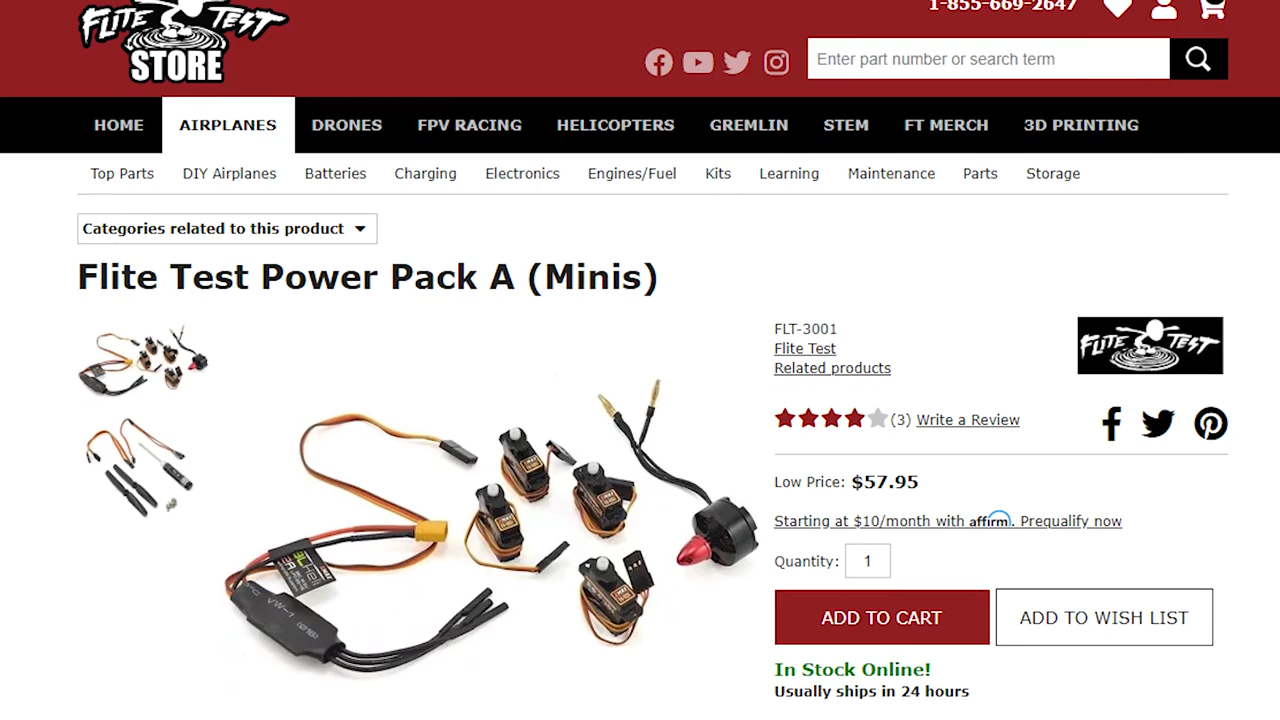 FLITE TEST
STORE
1-855-669-2647
Enter part number or search term
HOME AIRPLANES DRONES FPV RACING HELICOPTERS GREMLIN STEM FT MERCH 3D PRINTING
Top Parts DIY Airplanes Batteries Charging Electronics Engines/Fuel Kits Learning Maintenance Parts Storage
Categories related to this product
Flite Test Power Pack A (Minis)
FLT-3001
Flite Test
Related products
FLITE TEST
(3) Write a Review
Low Price: $57.95
Starting at $10/month with affirm. Prequalify now
Quantity: 1
ADD TO CART ADD TO WISH LIST
In Stock Online!
Usually ships in 24 hours
VW-1